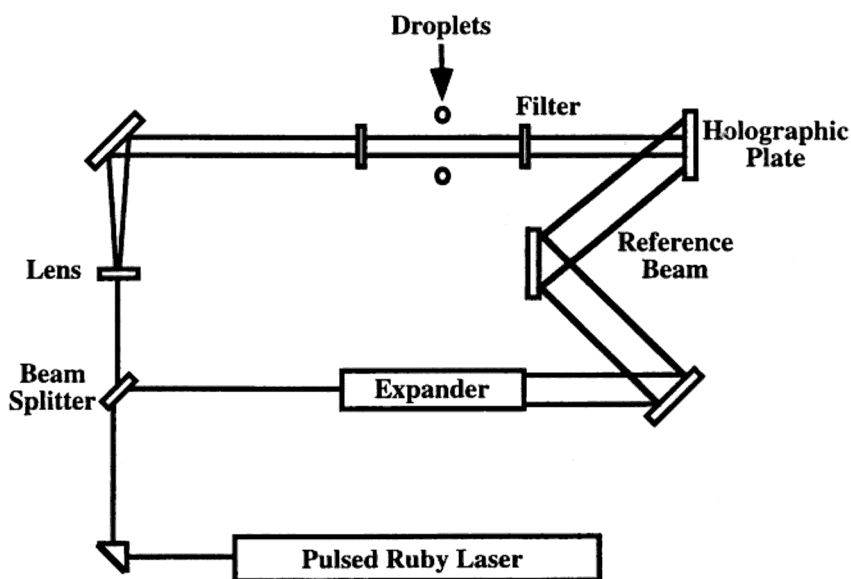 Droplets
Filter
Holographic
Plate
Reference
Beam
Lens
Beam
Splitter
Expander
Pulsed Ruby Laser